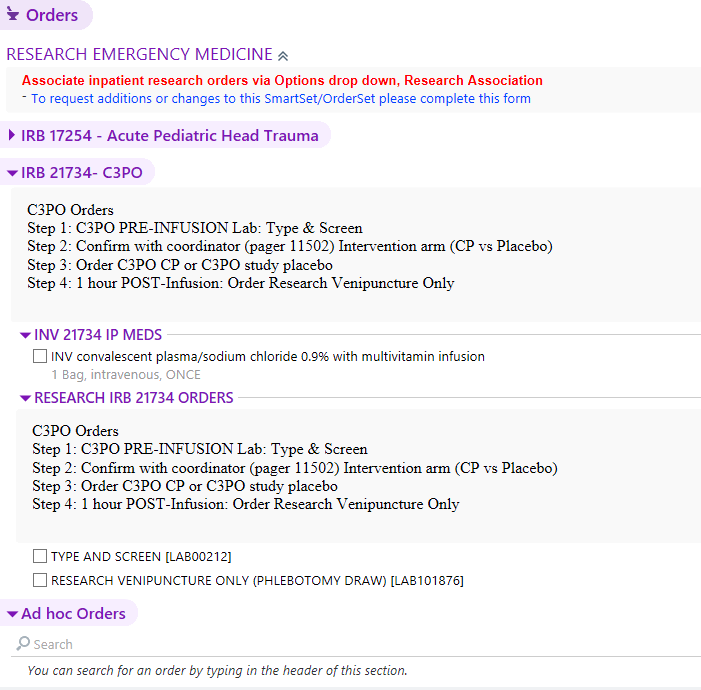 Orders
RESEARCH EMERGENCY MEDICINE
Associate inpatient research orders via Options drop down, Research Association
- To request additions or changes to this SmartSet/OrderSet please complete this form
IRB 17254 - Acute Pediatric Head Trauma
IRB 21734- C3PO
C3PO Orders
Step 1: C3PO PRE-INFUSION Lab: Type & Screen
Step 2: Confirm with coordinator (pager 11502) Intervention arm (CP vs Placebo)
Step 3: Order C3PO CP or C3PO study placebo
Step 4: 1 hour POST-Infusion: Order Research Venipuncture Only
INV 21734 IP MEDS
INV convalescent plasma/sodium chloride 0.9% with multivitamin infusion
1 Bag, intravenous, ONCE
RESEARCH IRB 21734 ORDERS
C3PO Orders
Step 1: C3PO PRE-INFUSION Lab: Type & Screen
Step 2: Confirm with coordinator (pager 11502) Intervention arm (CP vs Placebo)
Step 3: Order C3PO CP or C3PO study placebo
Step 4: 1 hour POST-Infusion: Order Research Venipuncture Only
TYPE AND SCREEN [LAB00212]
RESEARCH VENIPUNCTURE ONLY (PHLEBOTOMY DRAW) [LAB101876]
Ad hoc Orders
Search
You can search for an order by typing in the header of this section.